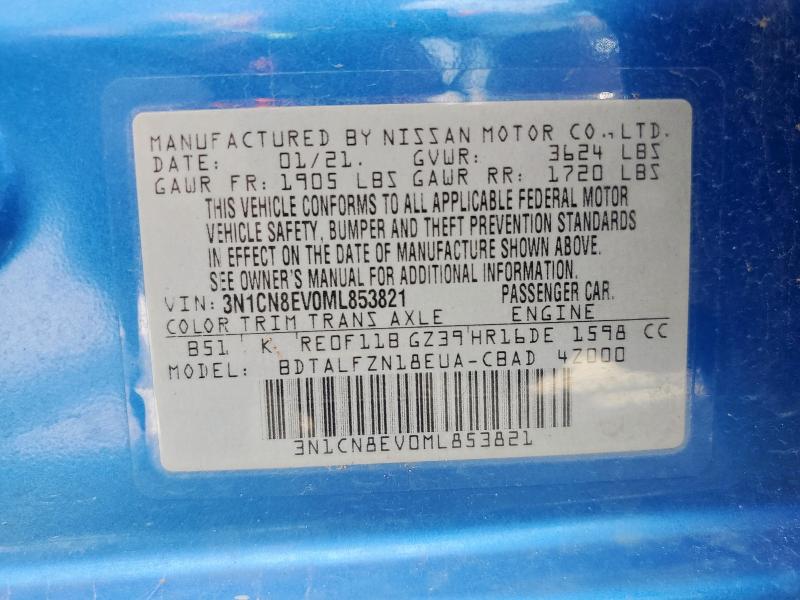 MANUFACTURED BY NISSAN MOTOR CO., LTD.
DATE: 01/21. GVWR: 3624 LBS
GAWR FR: 1905 LBS GAWR RR: 1720 LBS
THIS VEHICLE CONFORMS TO ALL APPLICABLE FEDERAL MOTOR
VEHICLE SAFETY, BUMPER AND THEFT PREVENTION STANDARDS
IN EFFECT ON THE DATE OF MANUFACTURE SHOWN ABOVE.
SEE OWNER'S MANUAL FOR ADDITIONAL INFORMATION.
VIN: 3N1CN8EV0ML853821 PASSENGER CAR.
COLOR TRIM TRANS AXLE ENGINE
B51 K RE0F11B GZ39 HR16DE 1598 CC
MODEL: BDTALFZN18EUA-CBAD 4Z000
3N1CN8EV0ML853821